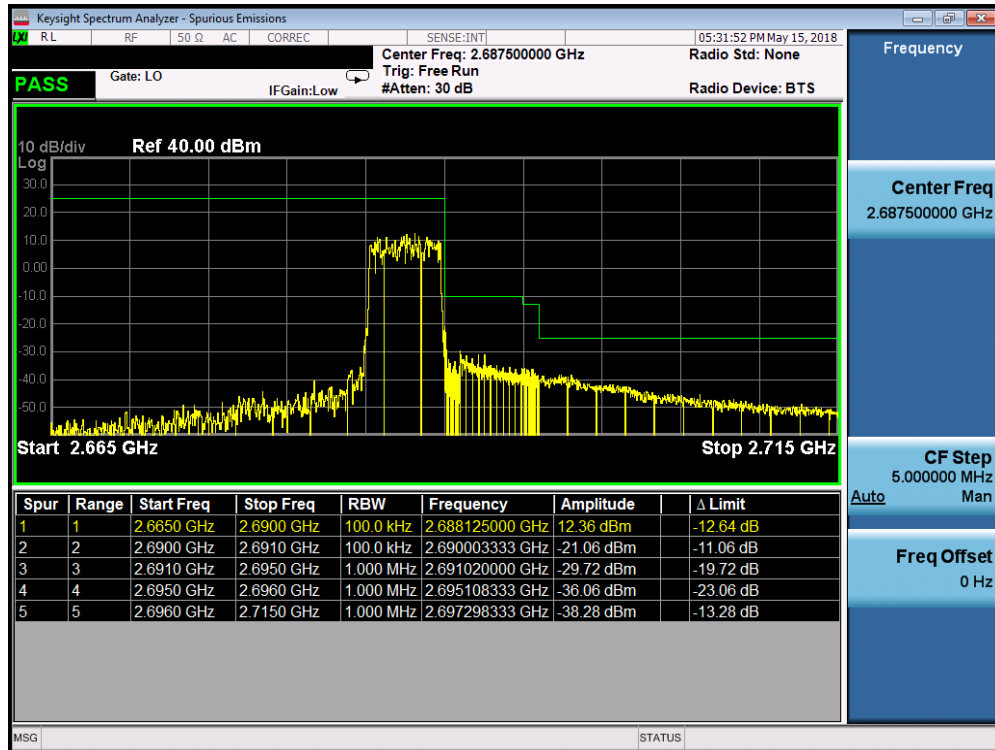 Keysight Spectrum Analyzer - Spurious Emissions
LXI RL RF 50 Ω AC CORREC SENSE:INT 05:31:52 PM May 15, 2018
Center Freq: 2.687500000 GHz Radio Std: None
PASS Gate: LO Trig: Free Run
IFGain:Low #Atten: 30 dB Radio Device: BTS
10 dB/div Ref 40.00 dBm
Log
30.0
20.0
10.0
0.00
-10.0
-20.0
-30.0
-40.0
-50.0
Start 2.665 GHz Stop 2.715 GHz
Spur Range Start Freq Stop Freq RBW Frequency Amplitude Δ Limit
1 1 2.6650 GHz 2.6900 GHz 100.0 kHz 2.688125000 GHz 12.36 dBm -12.64 dB
2 2 2.6900 GHz 2.6910 GHz 100.0 kHz 2.690003333 GHz -21.06 dBm -11.06 dB
3 3 2.6910 GHz 2.6950 GHz 1.000 MHz 2.691020000 GHz -29.72 dBm -19.72 dB
4 4 2.6950 GHz 2.6960 GHz 1.000 MHz 2.695108333 GHz -36.06 dBm -23.06 dB
5 5 2.6960 GHz 2.7150 GHz 1.000 MHz 2.697298333 GHz -38.28 dBm -13.28 dB
MSG STATUS
Frequency
Center Freq
2.687500000 GHz
CF Step
5.000000 MHz
Auto Man
Freq Offset
0 Hz